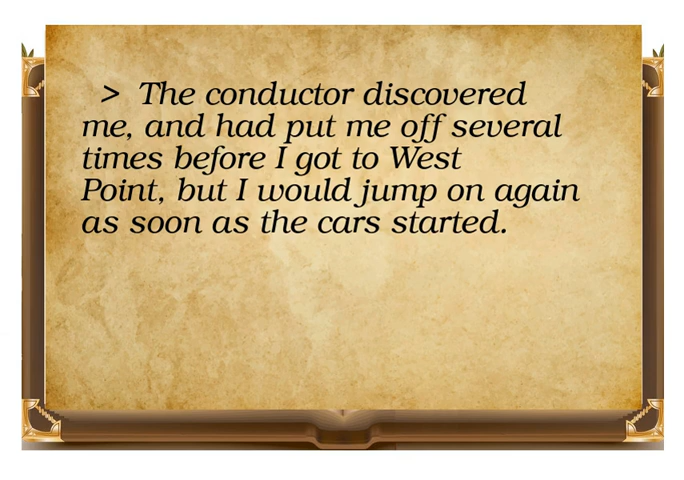 > The conductor discovered
me, and had put me off several
times before I got to West
Point, but I would jump on again
as soon as the cars started.